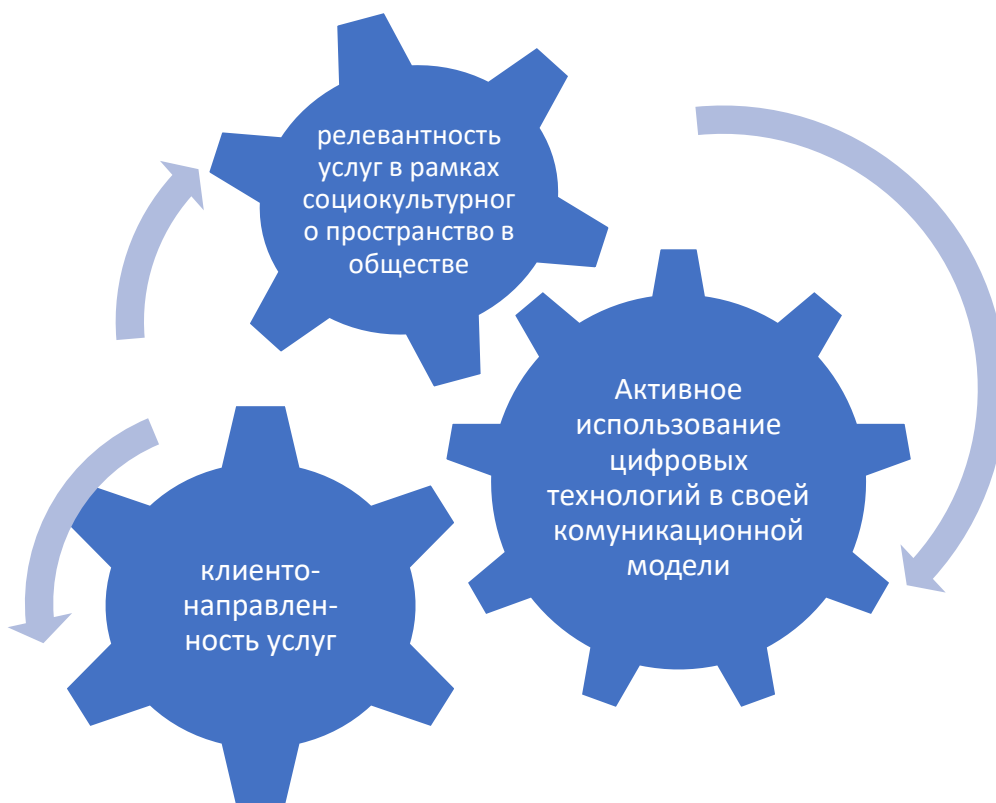 релевантность
услуг в рамках
социокультурног
о пространство в
обществе
Активное
использование
цифровых
технологий в своей
комуникационной
модели
клиенто-
направлен-
ность услуг